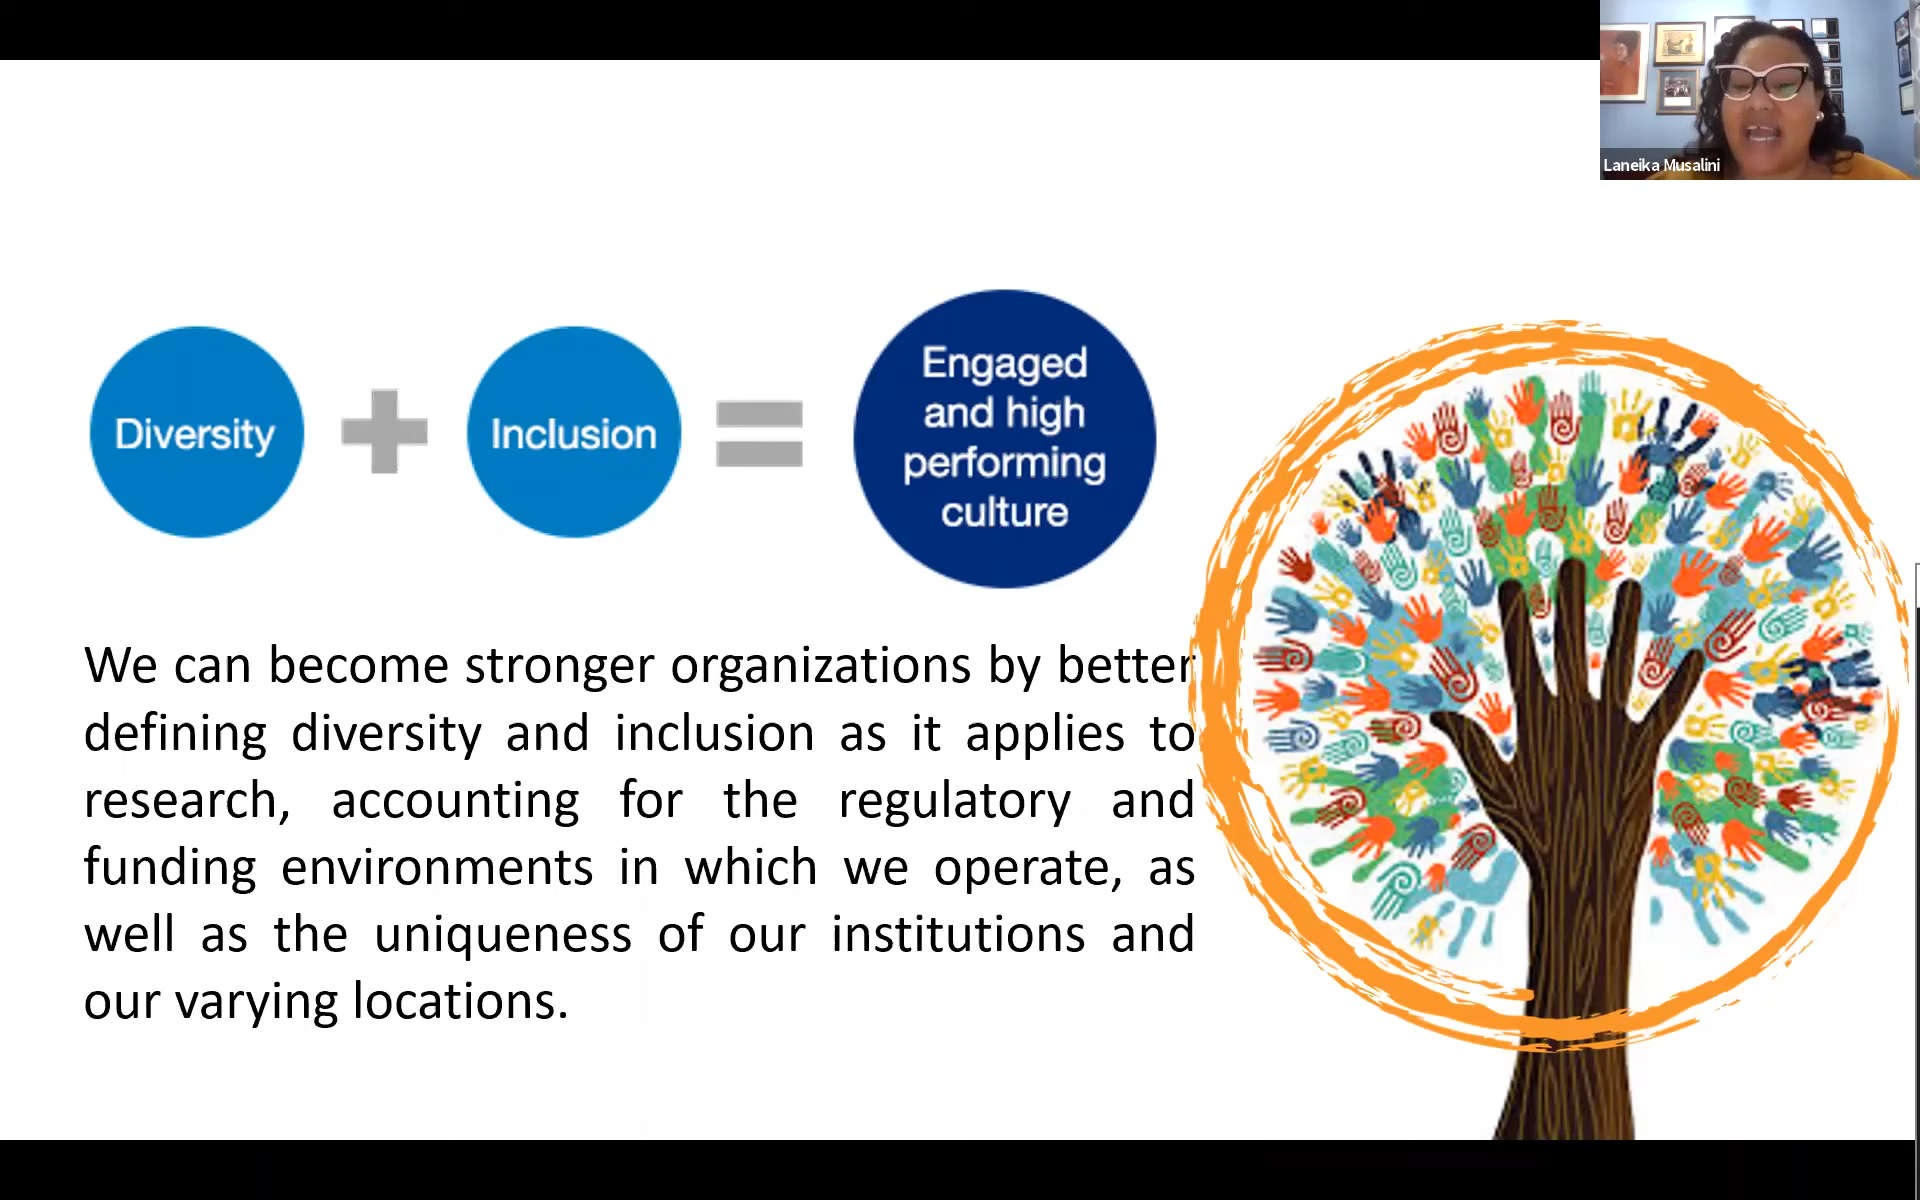 Laneika Musalini
Diversity
Inclusion
Engaged
and high
performing
culture
We can become stronger organizations by better
defining diversity and inclusion as it applies to
research, accounting for the regulatory and
funding environments in which we operate, as
well as the uniqueness of our institutions and
our varying locations.